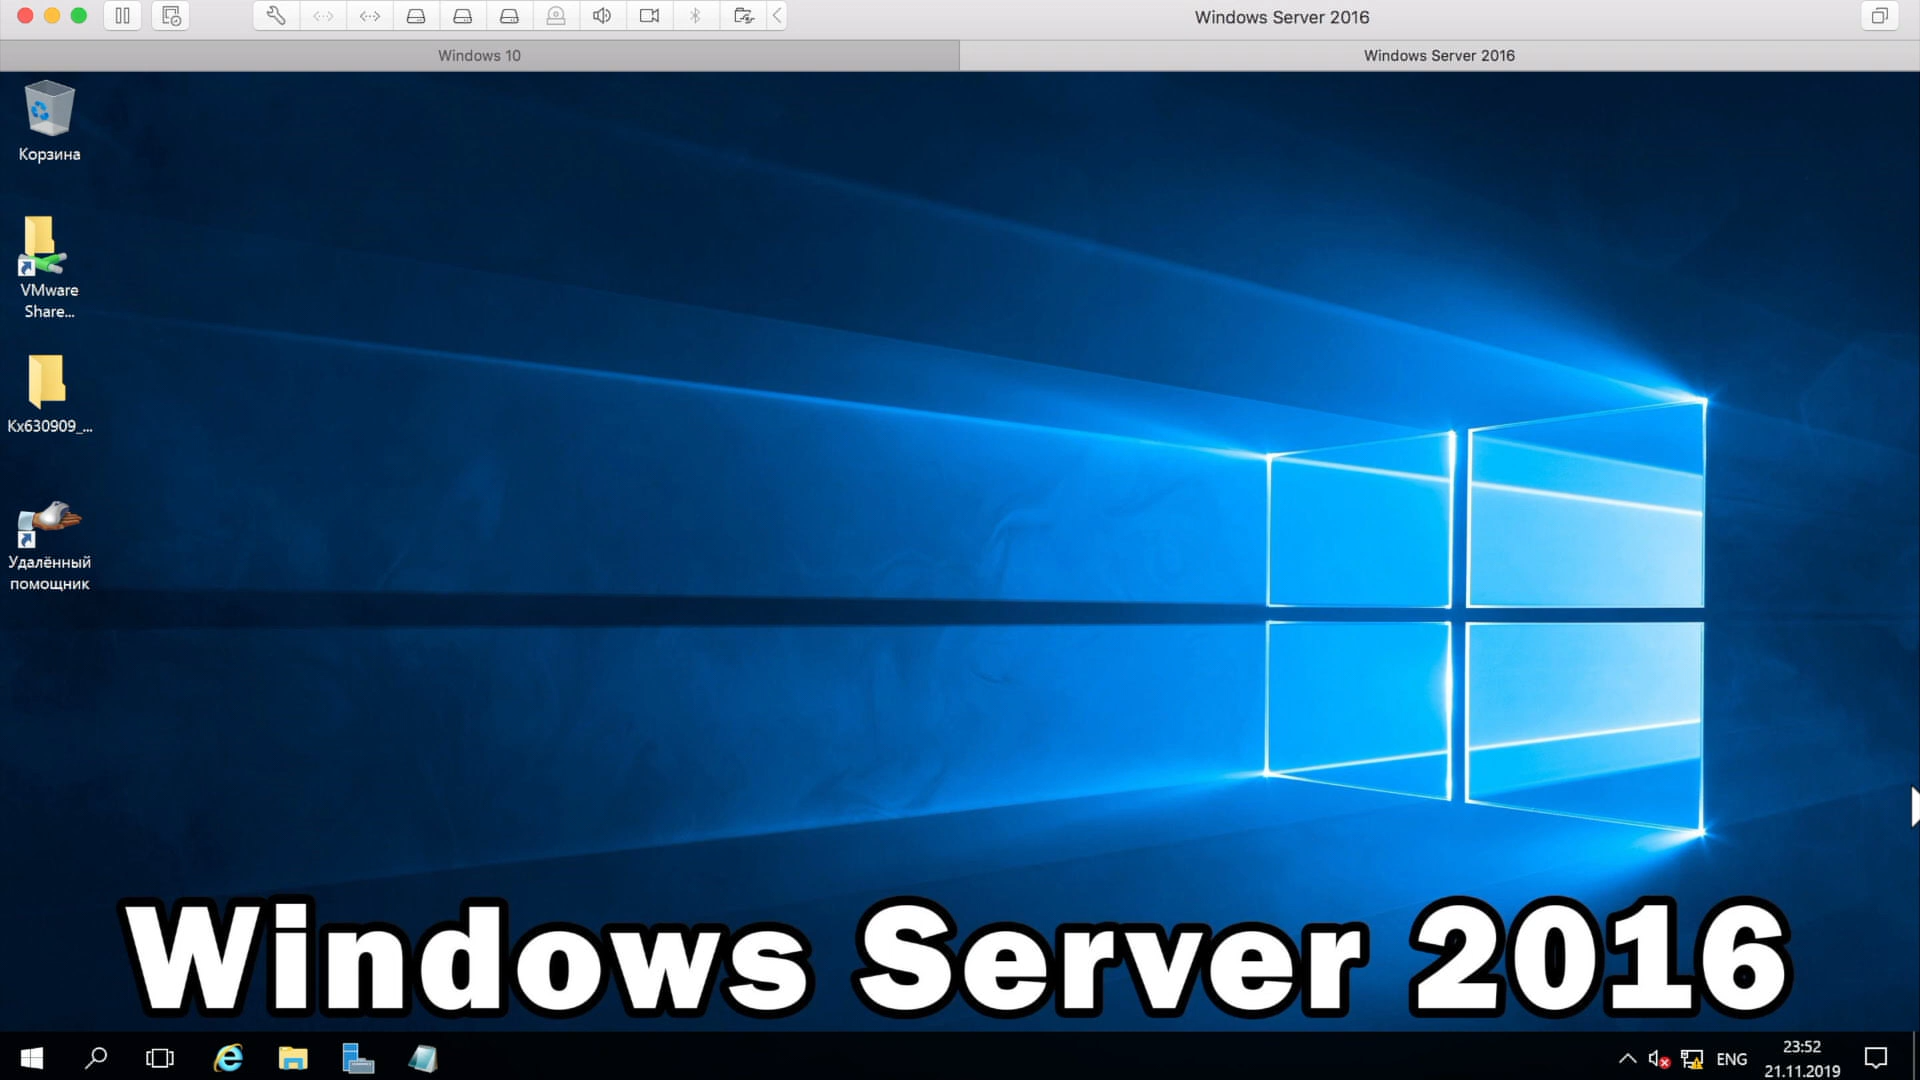 Windows Server 2016
Windows 10
Windows Server 2016
Корзина
VMware
Share...
Kx630909_...
Удалённый
помощник
Windows Server 2016
ENG
23:52
21.11.2019